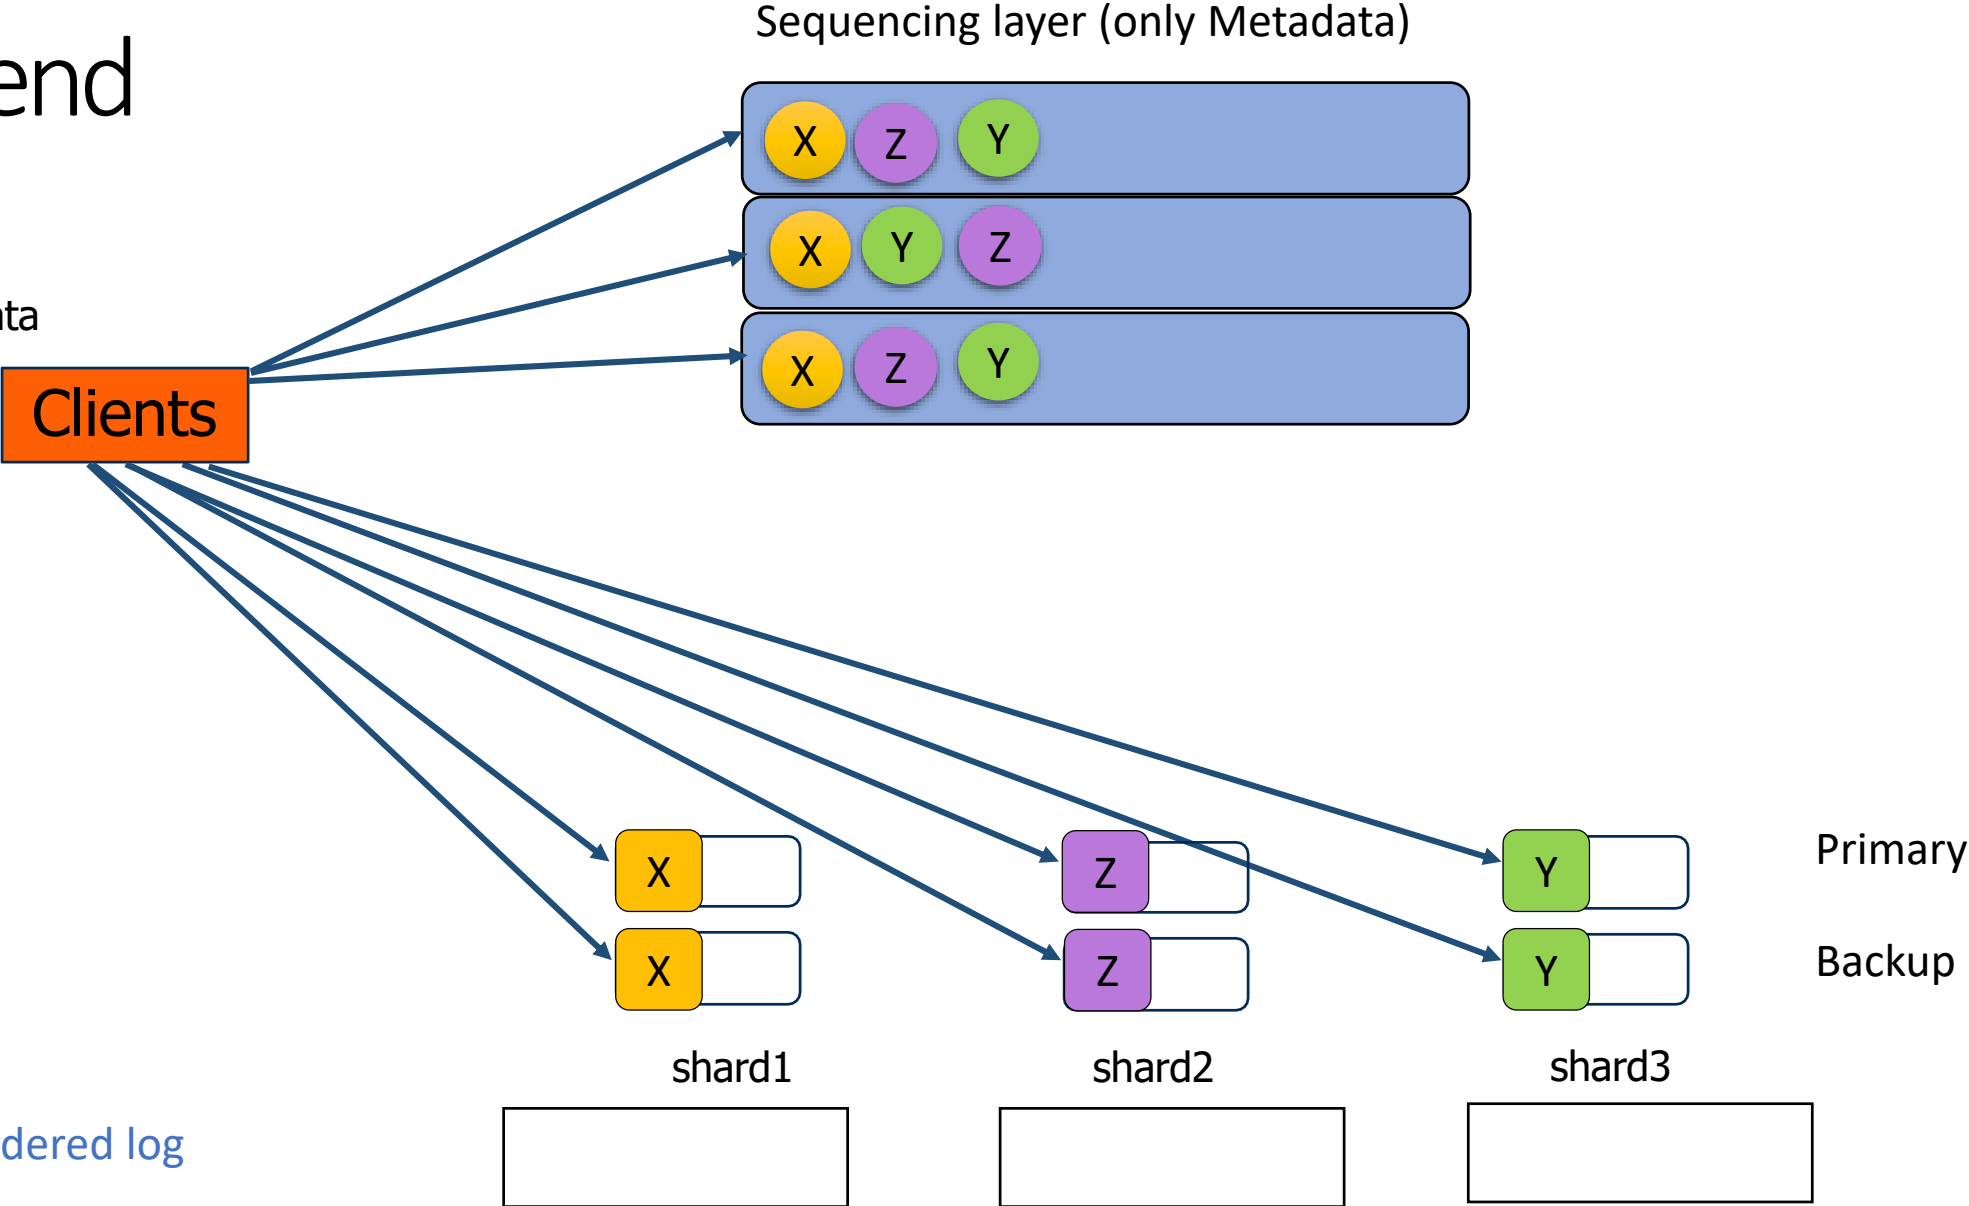 Sequencing layer (only Metadata)
end
X Z Y
X Y Z
ta
X Z Y
Clients
X Z Y Primary
X Z Y Backup
shard1 shard2 shard3
dered log